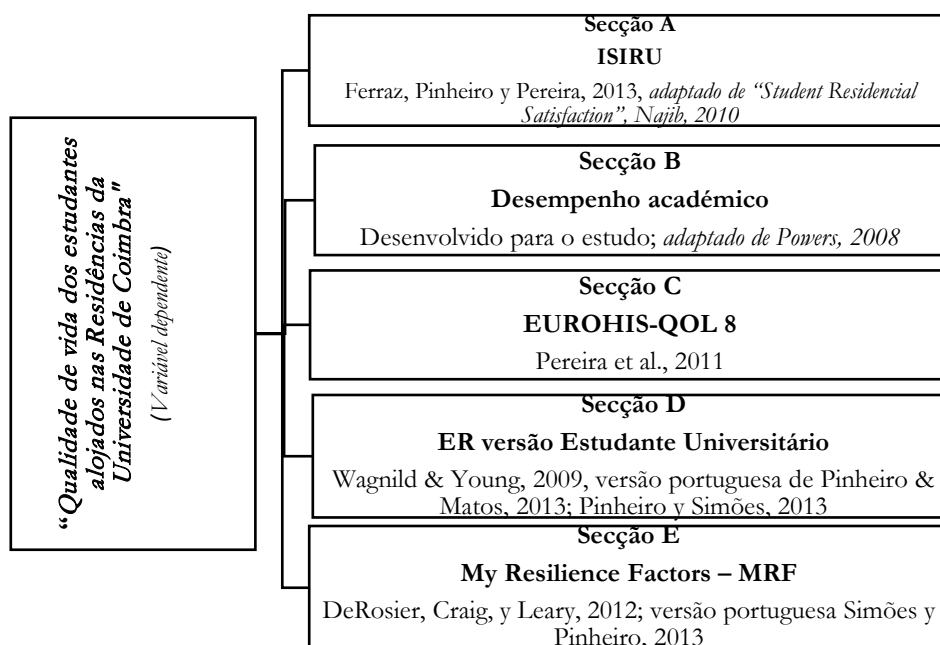 “Qualidade de vida dos estudantes
alojados nas Residências da
Universidade de Coimbra"
(Variável dependente)
Secção A
ISIRU
Ferraz, Pinheiro y Pereira, 2013, adaptado de “Student Residencial
Satisfaction”, Najib, 2010
Secção B
Desempenho académico
Desenvolvido para o estudo; adaptado de Powers, 2008
Secção C
EUROHIS-QOL 8
Pereira et al., 2011
Secção D
ER versão Estudante Universitário
Wagnild & Young, 2009, versão portuguesa de Pinheiro &
Matos, 2013; Pinheiro y Simões, 2013
Secção E
My Resilience Factors – MRF
DeRosier, Craig, y Leary, 2012; versão portuguesa Simões y
Pinheiro, 2013